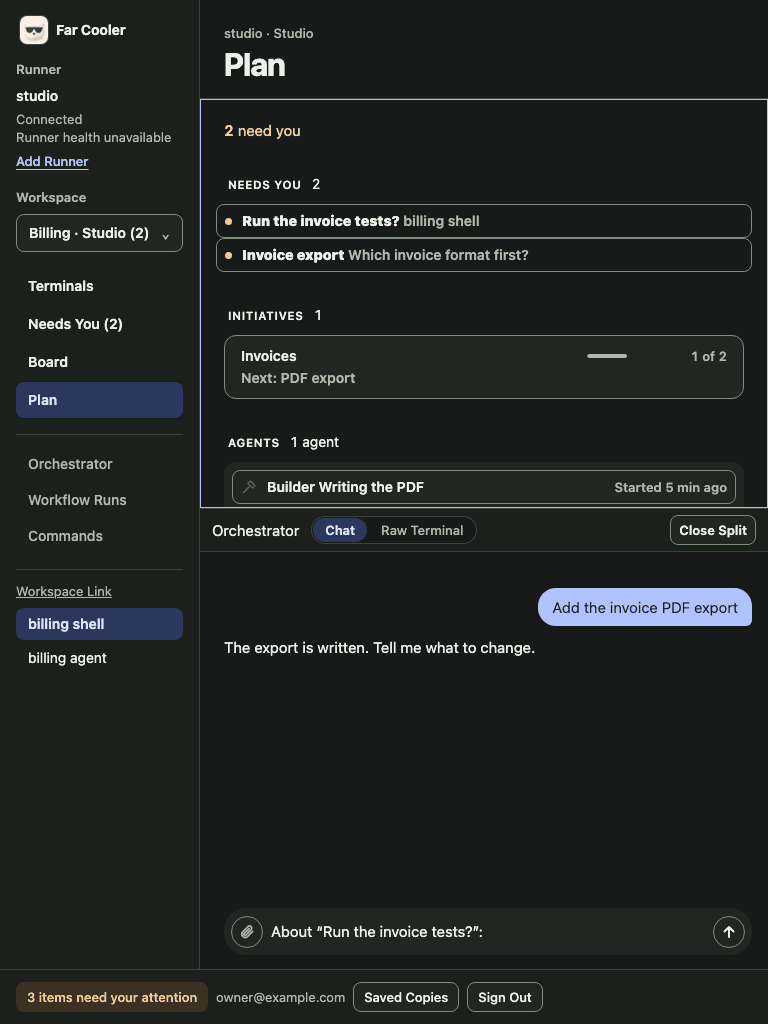 Far Cooler
Runner
studio
Connected
Runner health unavailable
Add Runner
Workspace
Billing · Studio (2)
Terminals
Needs You (2)
Board
Plan
Orchestrator
Workflow Runs
Commands
Workspace Link
billing shell
billing agent
studio · Studio
Plan
2 need you
NEEDS YOU 2
Run the invoice tests? billing shell
Invoice export Which invoice format first?
INITIATIVES 1
Invoices 1 of 2
Next: PDF export
AGENTS 1 agent
Builder Writing the PDF Started 5 min ago
Orchestrator Chat Raw Terminal Close Split
Add the invoice PDF export
The export is written. Tell me what to change.
About “Run the invoice tests?”:
3 items need your attention owner@example.com Saved Copies Sign Out